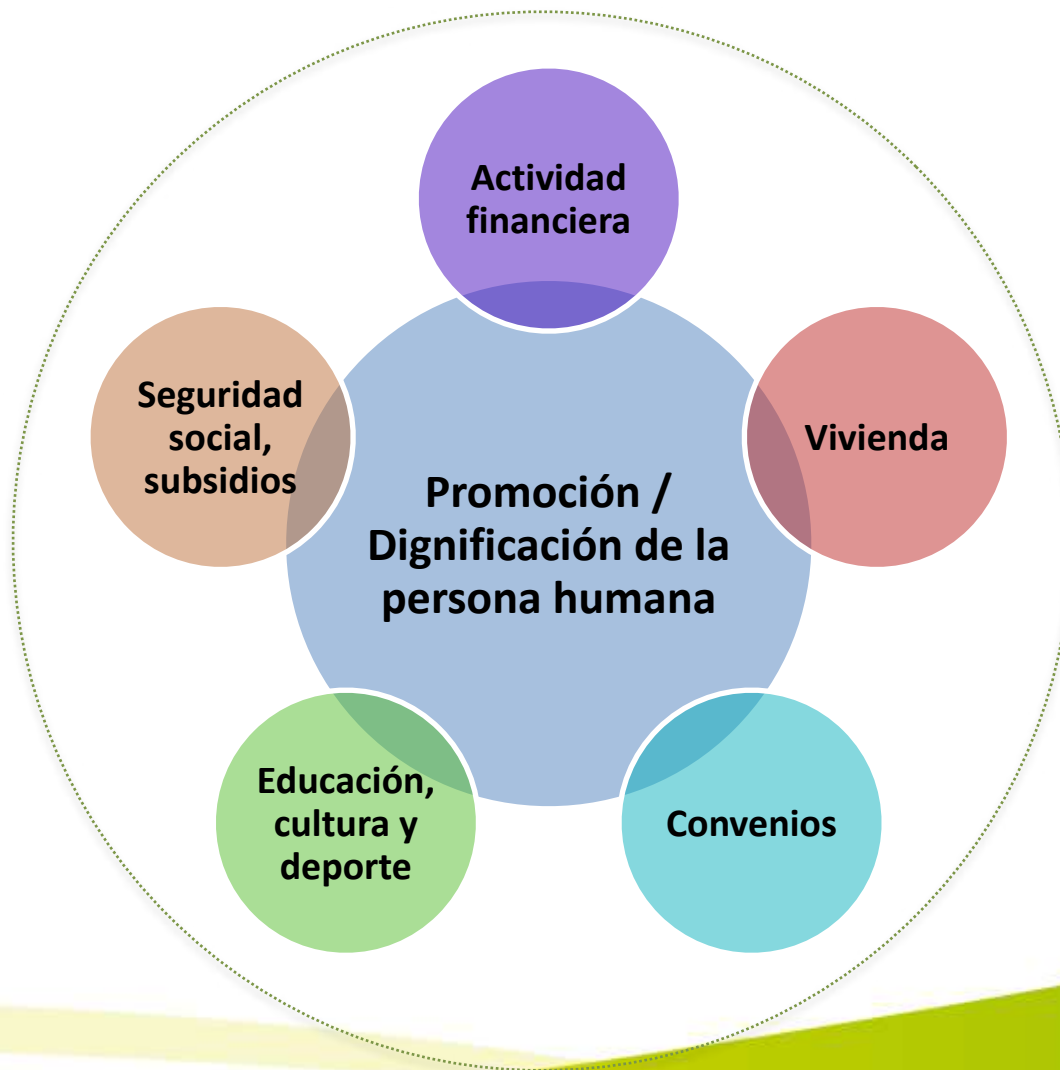 Actividad
financiera
Seguridad
social,
subsidios
Vivienda
Promoción /
Dignificación de la
persona humana
Educación,
cultura y
deporte
Convenios